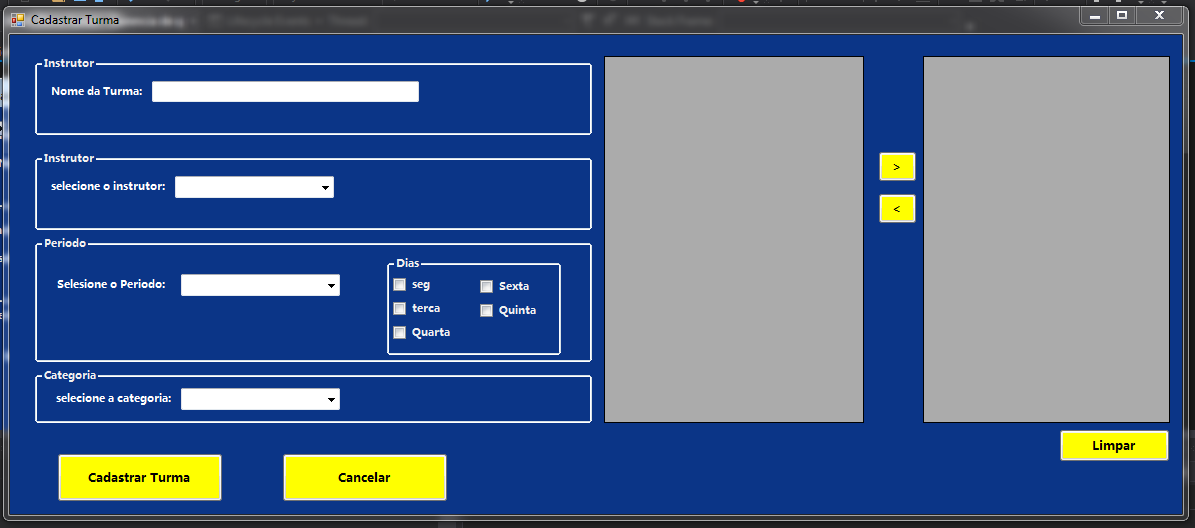 Cadastrar Turma
Instrutor
Nome da Turma:
Instrutor
selecione o instrutor:
Periodo
Selesione o Periodo:
Dias
seg
Sexta
terca
Quinta
Quarta
Categoria
selecione a categoria:
>
<
Limpar
Cadastrar Turma
Cancelar